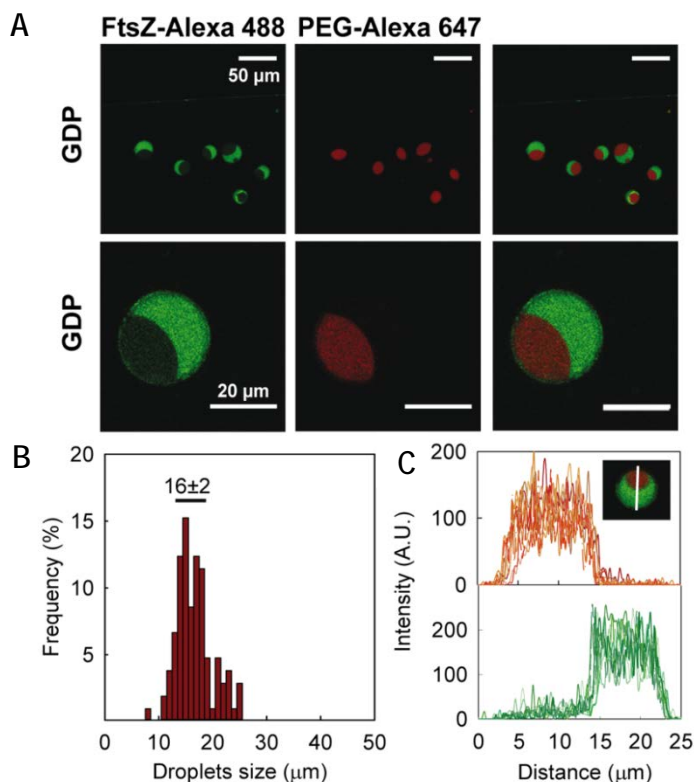 A
FtsZ-Alexa 488 PEG-Alexa 647
50 µm
GDP
GDP
20 µm
B
C
20
15
10
5
0
10
20
30
40
50
16±2
Frequency (%)
Droplets size (µm)
200
100
0
200
100
0
0
5
10
15
20
25
Intensity (A.U.)
Distance (µm)